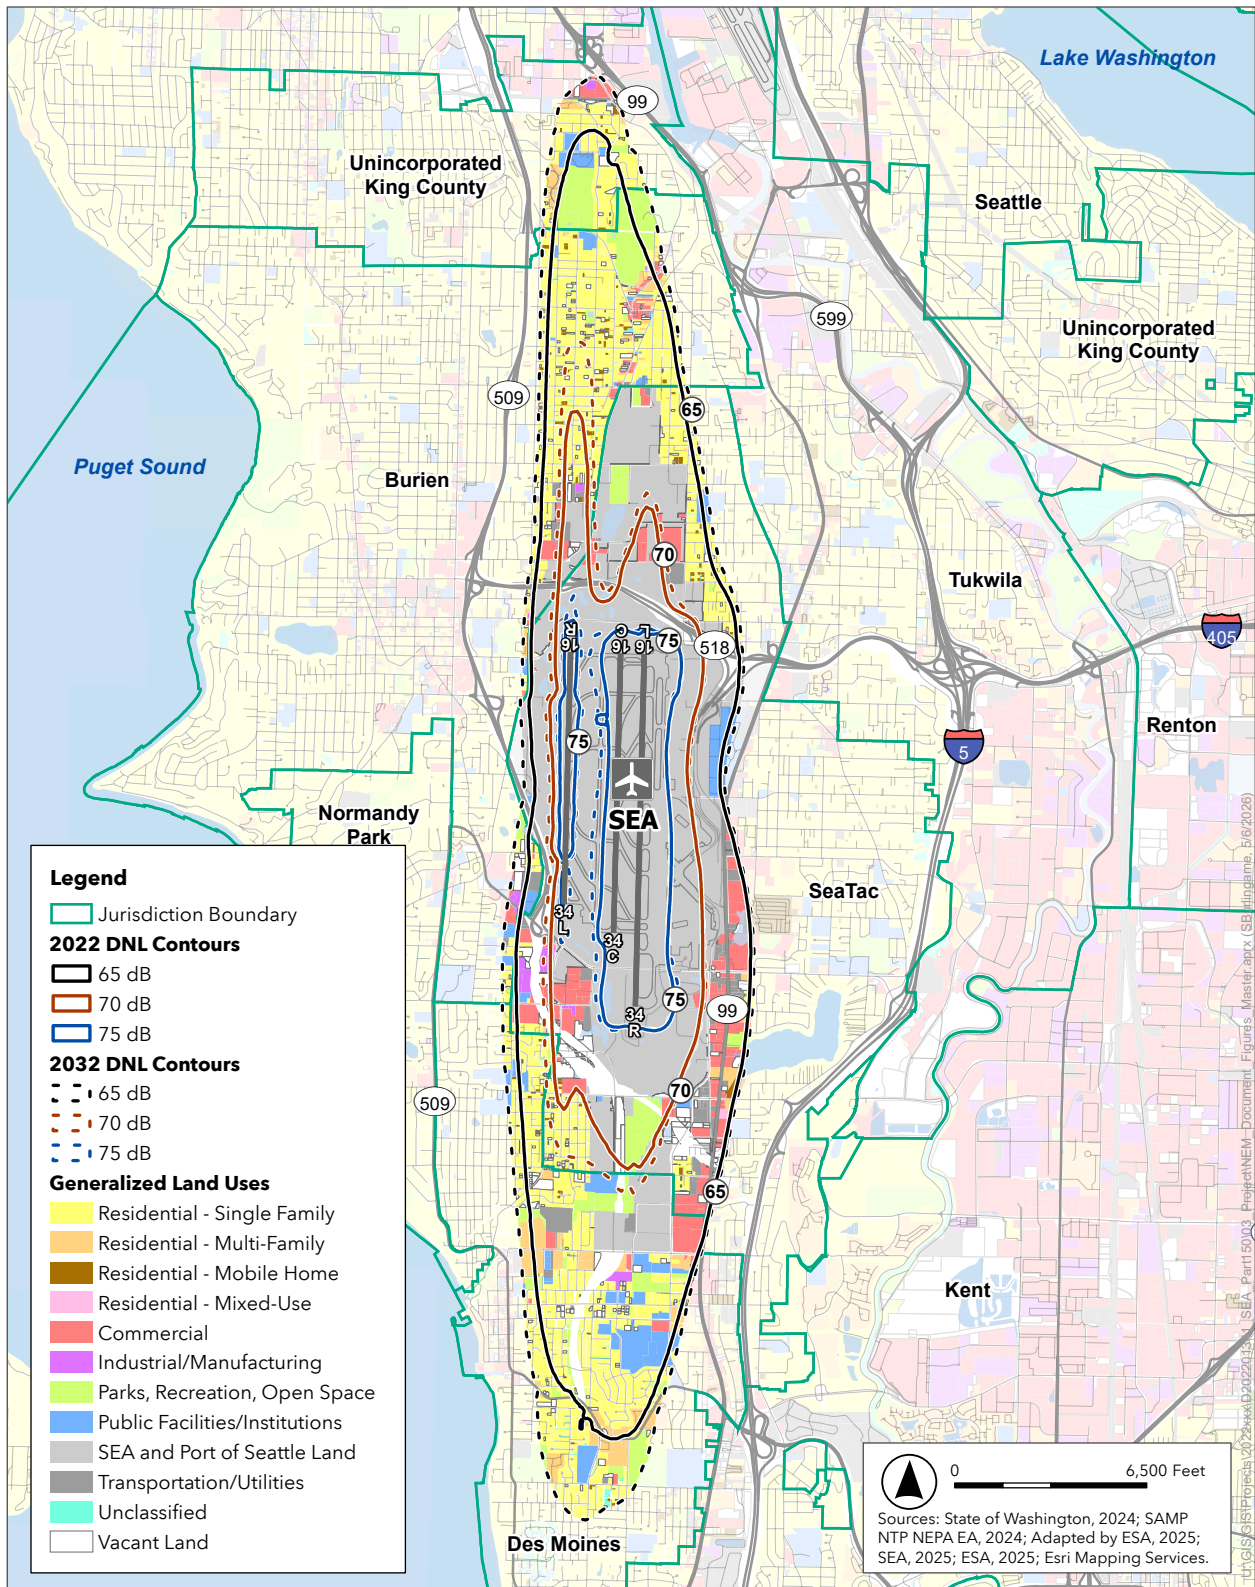 Lake Washington
99
Unincorporated
King County
Seattle
599
Unincorporated
King County
509
65
Puget Sound
Burien
70
Tukwila
405
16
R
16
C
16
L
75
518
Renton
75
5
SEA
Normandy
Park
SeaTac
34
L
34
C
75
34
R
99
70
509
65
Kent
Des Moines
Legend
Jurisdiction Boundary
2022 DNL Contours
65 dB
70 dB
75 dB
2032 DNL Contours
65 dB
70 dB
75 dB
Generalized Land Uses
Residential - Single Family
Residential - Multi-Family
Residential - Mobile Home
Residential - Mixed-Use
Commercial
Industrial/Manufacturing
Parks, Recreation, Open Space
Public Facilities/Institutions
SEA and Port of Seattle Land
Transportation/Utilities
Unclassified
Vacant Land
0 6,500 Feet
Sources: State of Washington, 2024; SAMP
NTP NEPA EA, 2024; Adapted by ESA, 2025;
SEA, 2025; ESA, 2025; Esri Mapping Services.